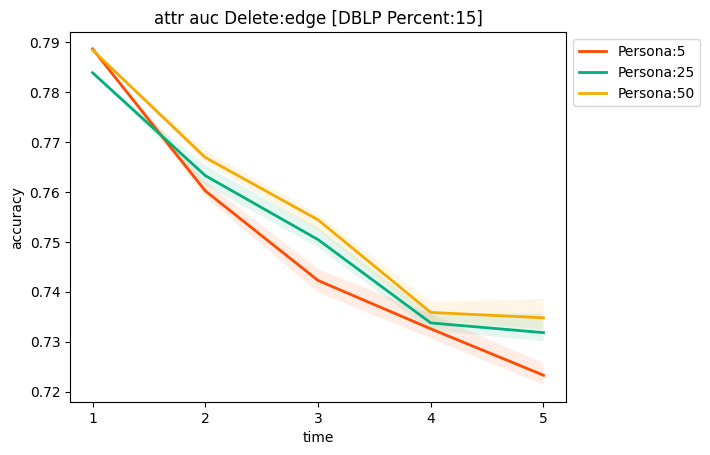 attr auc Delete:edge [DBLP Percent:15]
Persona:5
Persona:25
Persona:50
accuracy
0.79
0.78
0.77
0.76
0.75
0.74
0.73
0.72
1 2 3 4 5
time